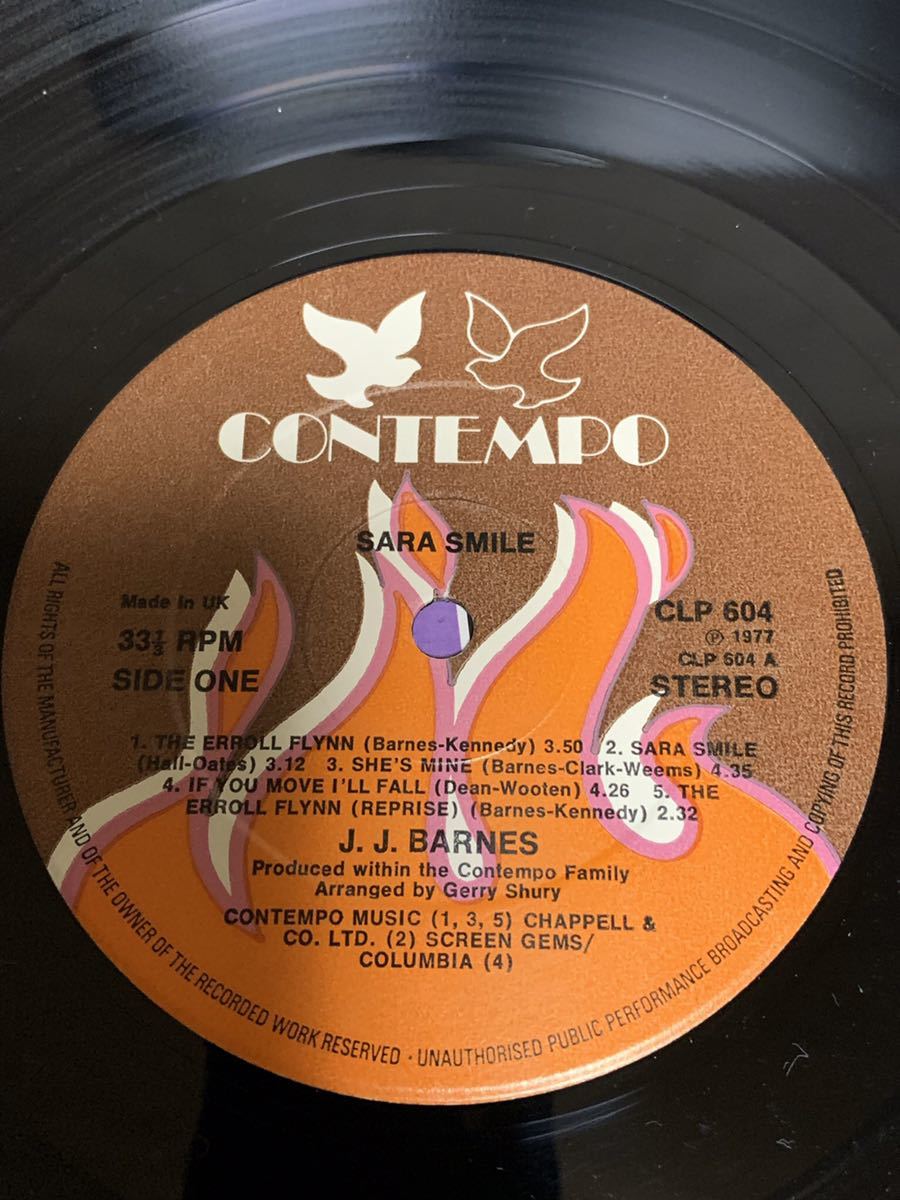 CONTEMPO
SARA SMILE
Made in UK
33⅓ RPM
SIDE ONE
CLP 604
℗ 1977
CLP 604 A
STEREO
1. THE ERROLL FLYNN (Barnes-Kennedy) 3.50 2. SARA SMILE
(Hall-Oates) 3.12 3. SHE'S MINE (Barnes-Clark-Weems) 4.35
4. IF YOU MOVE I'LL FALL (Dean-Wooten) 4.26 5. THE
ERROLL FLYNN (REPRISE) (Barnes-Kennedy) 2.32
J. J. BARNES
Produced within the Contempo Family
Arranged by Gerry Shury
CONTEMPO MUSIC (1, 3, 5) CHAPPELL &
CO. LTD. (2) SCREEN GEMS/
COLUMBIA (4)
ALL RIGHTS OF THE MANUFACTURER AND OF THE OWNER OF THE RECORDED WORK RESERVED · UNAUTHORISED PUBLIC PERFORMANCE BROADCASTING AND COPYING OF THIS RECORD PROHIBITED